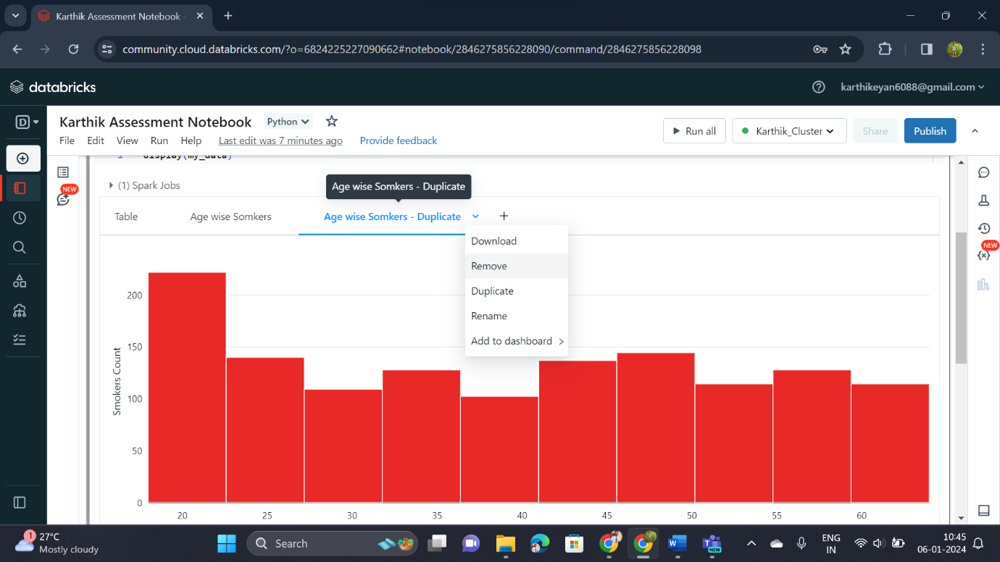 Karthik Assessment Notebook -
community.cloud.databricks.com/?o=6824225227090662#notebook/2846275856228090/command/2846275856228098
databricks
karthikeyan6088@gmail.com
D
Karthik Assessment Notebook
Python
File Edit View Run Help Last edit was 7 minutes ago Provide feedback
Run all
Karthik_Cluster
Share
Publish
1 display(my_data)
NEW
(1) Spark Jobs
Age wise Somkers - Duplicate
Table Age wise Somkers Age wise Somkers - Duplicate
Download
Remove
Duplicate
Rename
Add to dashboard
NEW
Smokers Count
200
150
100
50
0
20 25 30 35 40 45 50 55 60
1
27°C
Mostly cloudy
Search
NEW
ENG
IN
10:45
06-01-2024